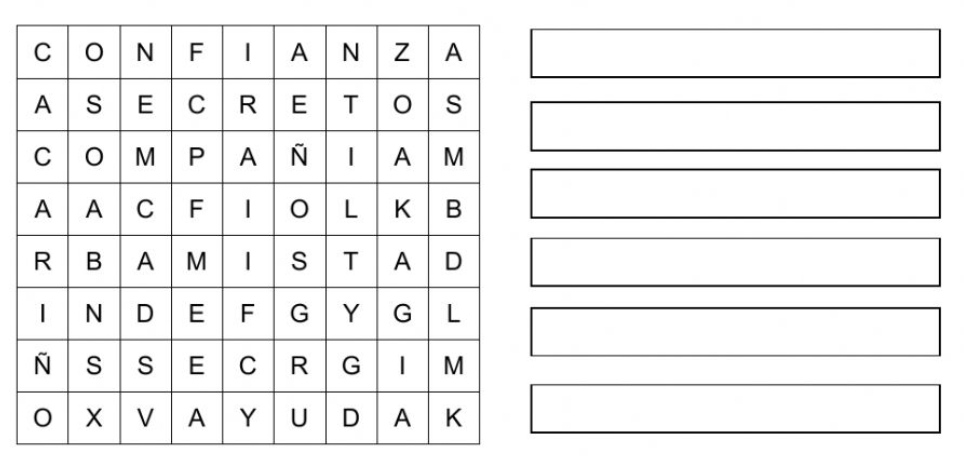 C O N F I A N Z A
A S E C R E T O S
C O M P A Ñ I A M
A A C F I O L K B
R B A M I S T A D
I N D E F G Y G L
Ñ S S E C R G I M
O X V A Y U D A K